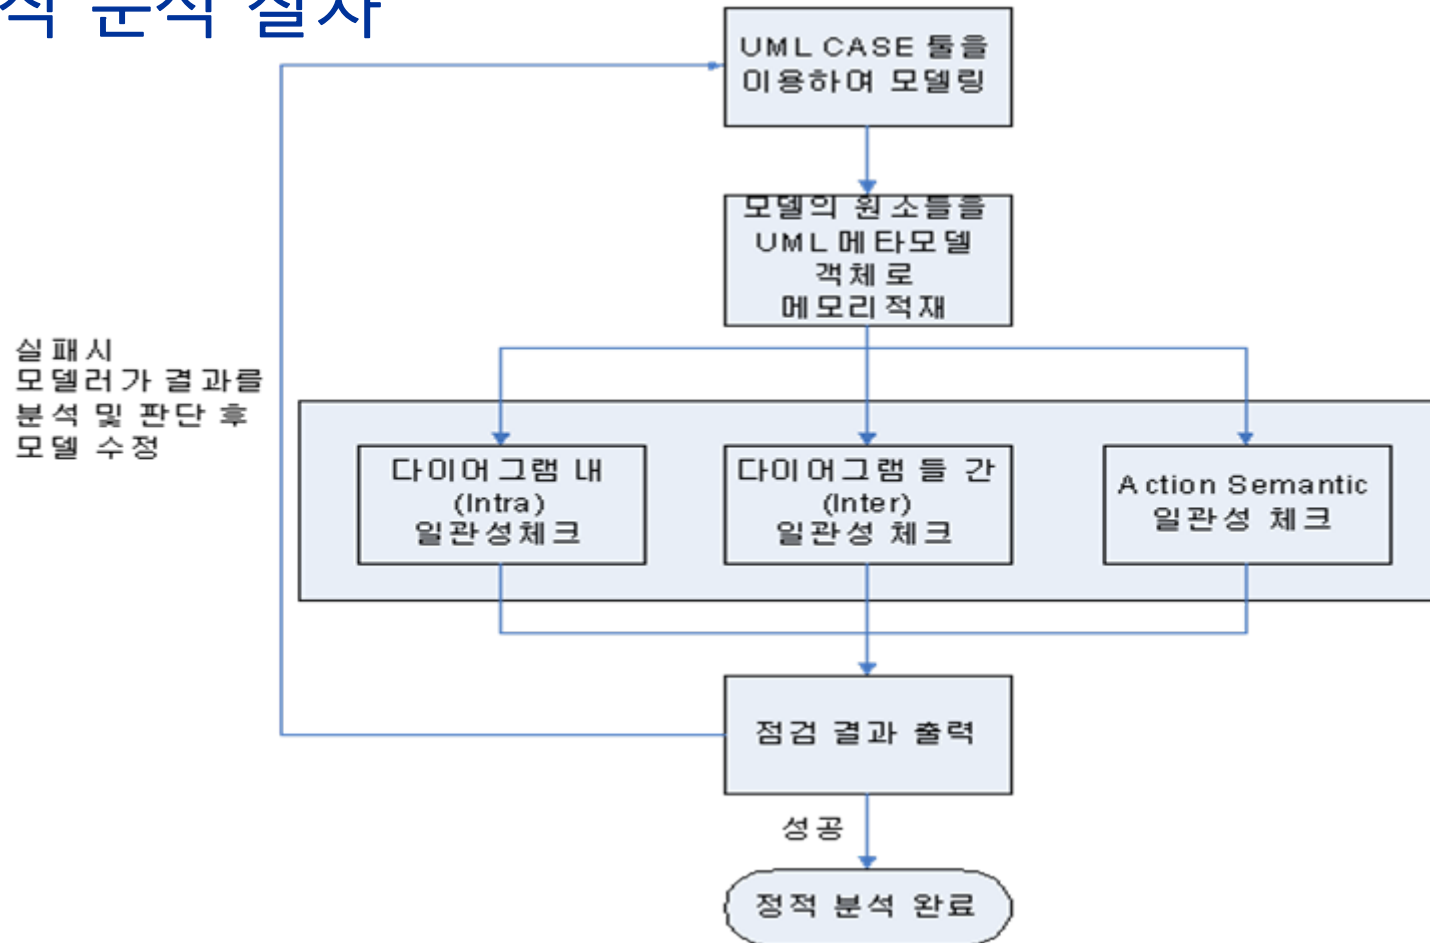 적 분석 절차
UML CASE 툴을
이용하여 모델링
모델의 원소들을
UML 메타모델
객체로
메모리적재
실패시
모델러가 결과를
분석 및 판단 후
모델 수정
다이어그램 내
(Intra)
일관성체크
다이어그램 들 간
(Inter)
일관성 체크
Action Semantic
일관성 체크
점검 결과 출력
성공
정적 분석 완료